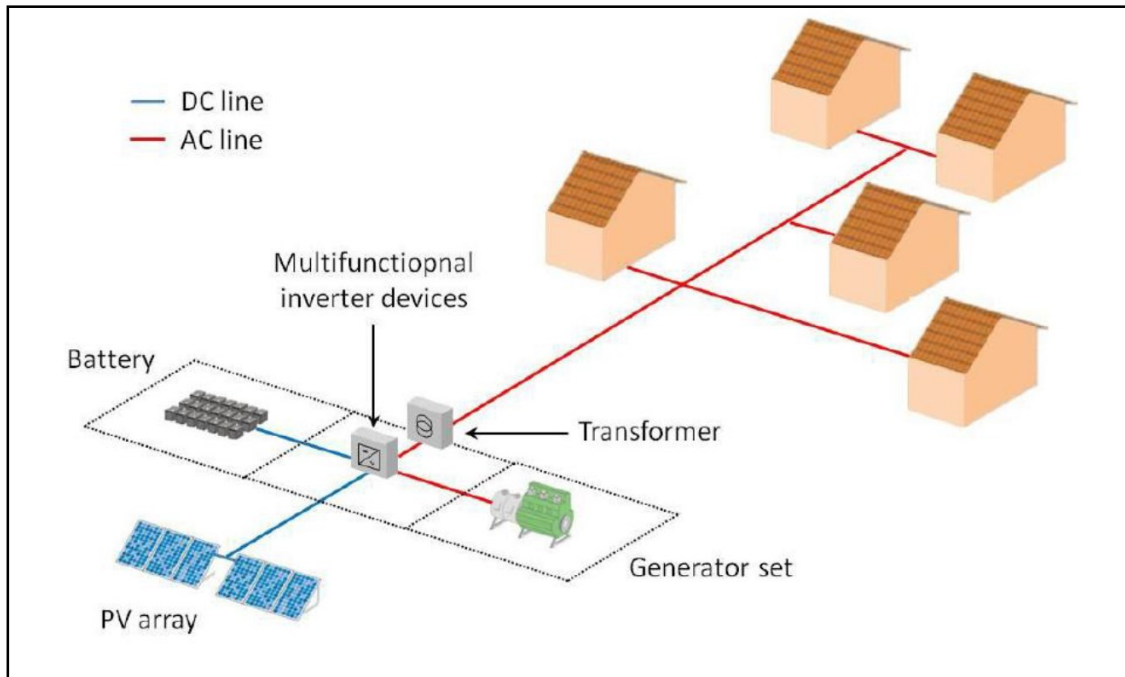 DC line
AC line
Multifunctiopnal
inverter devices
Battery
Transformer
Generator set
PV array